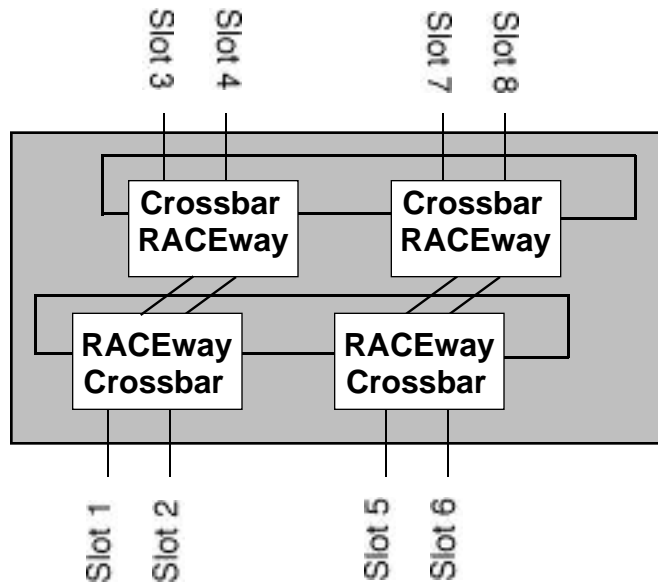 Slot 3
Slot 4
Slot 7
Slot 8
Crossbar
RACEway
Crossbar
RACEway
RACEway
Crossbar
RACEway
Crossbar
Slot 1
Slot 2
Slot 5
Slot 6